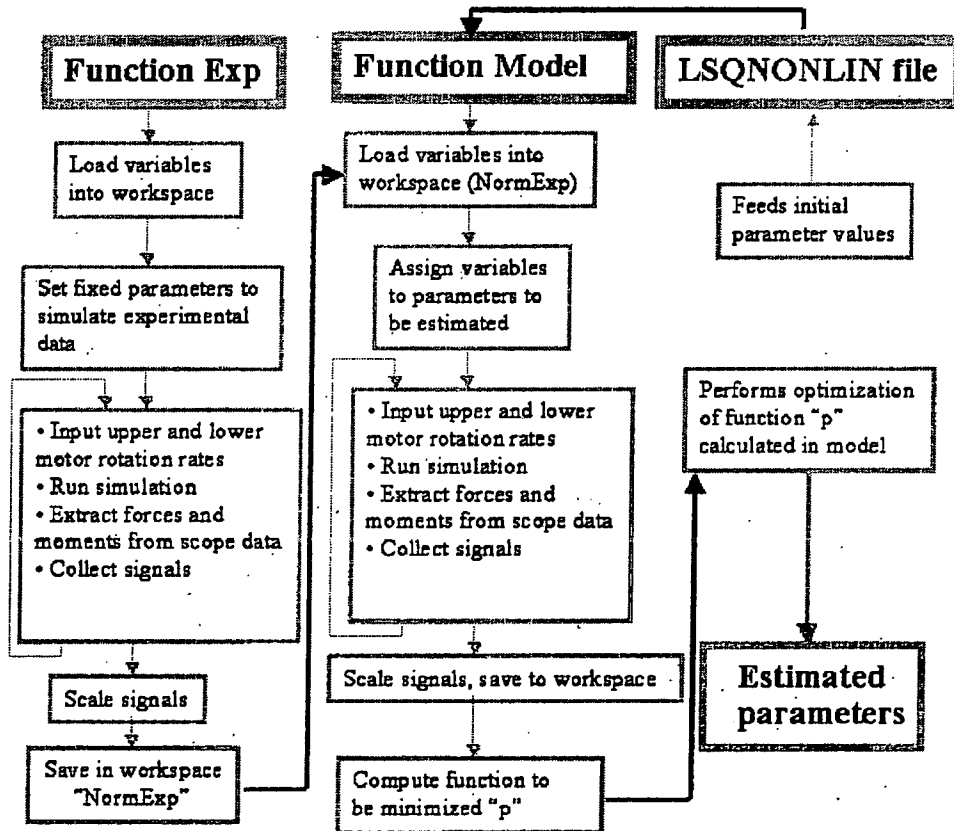 Function Exp
Load variables
into workspace
Set fixed parameters to
simulate experimental
data
• Input upper and lower
motor rotation rates
• Run simulation
• Extract forces and
moments from scope data
• Collect signals
Scale signals
Save in workspace
"NormExp"
Function Model
Load variables into
workspace (NormExp)
Assign variables
to parameters to
be estimated
• Input upper and lower
motor rotation rates
• Run simulation
• Extract forces and
moments from scope data
• Collect signals
Scale signals, save to workspace
Compute function to
be minimized "p"
LSQNONLIN file
Feeds initial
parameter values
Performs optimization
of function "p"
calculated in model
Estimated
parameters